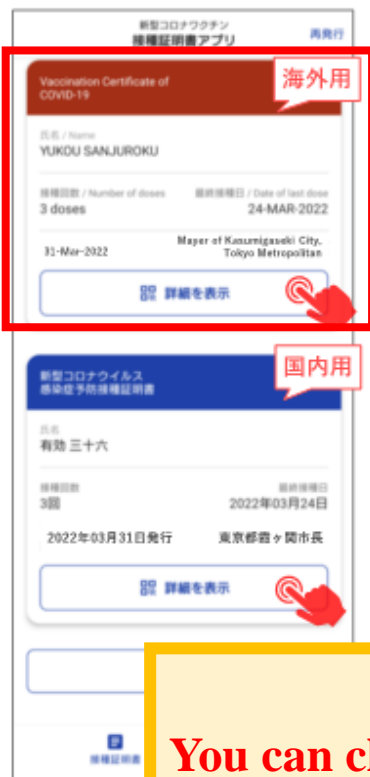 新型コロナワクチン
接種証明書アプリ
再発行
Vaccination Certificate of
COVID-19
海外用
氏名 / Name
YUKOU SANJUROKU
接種回数 / Number of doses
最終接種日 / Date of last dose
3 doses
24-MAR-2022
31-Mar-2022
Mayor of Kasumigaseki City,
Tokyo Metropolitan
詳細を表示
国内用
新型コロナウイルス
感染症予防接種証明書
氏名
有効 三十六
接種回数
最終接種日
3回
2022年03月24日
2022年03月31日発行
東京都霞ヶ関市長
詳細を表示
接種証明書
You can c